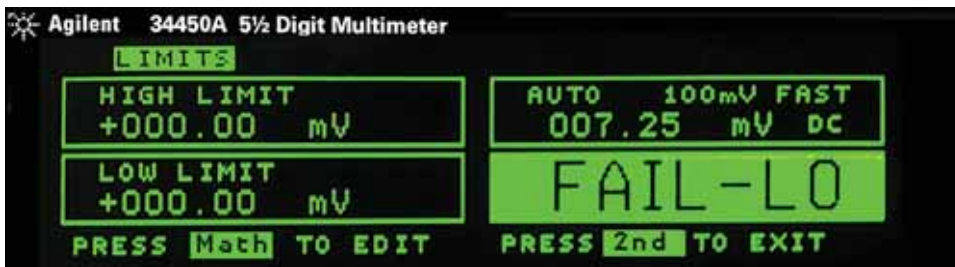 Agilent 34450A 5½ Digit Multimeter
LIMITS
HIGH LIMIT
+000.00 mV
LOW LIMIT
+000.00 mV
PRESS Math TO EDIT
AUTO 100mV FAST
007.25 mV DC
FAIL-LO
PRESS 2nd TO EXIT